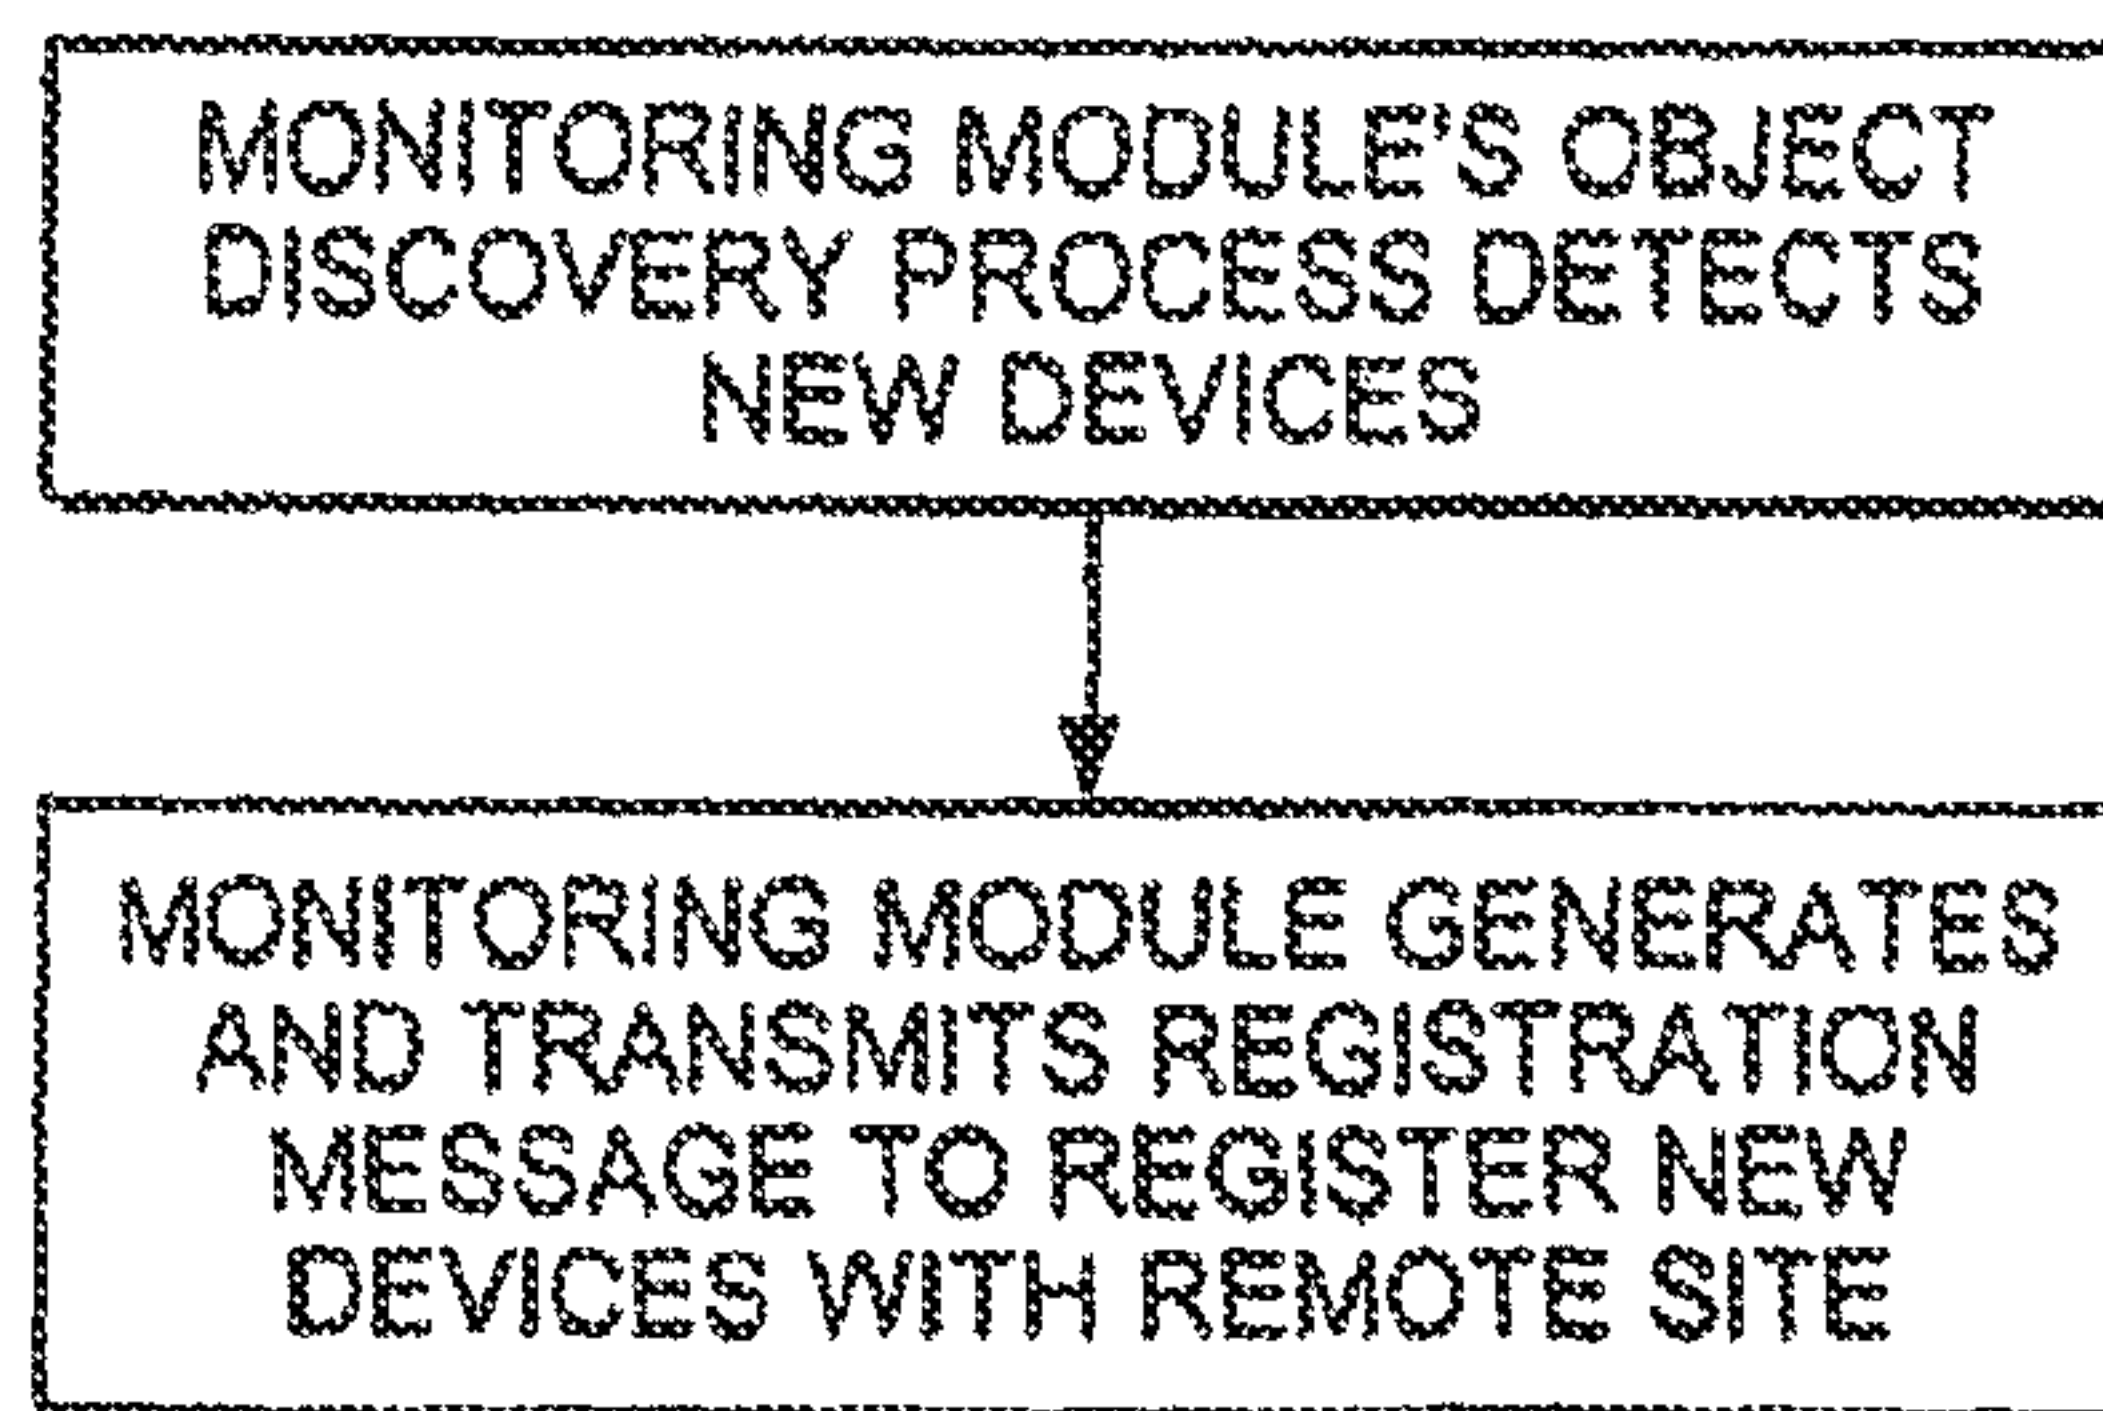 MONITORING MODULE'S OBJECT
DISCOVERY PROCESS DETECTS
NEW DEVICES
MONITORING MODULE GENERATES
AND TRANSMITS REGISTRATION
MESSAGE TO REGISTER NEW
DEVICES WITH REMOTE SITE